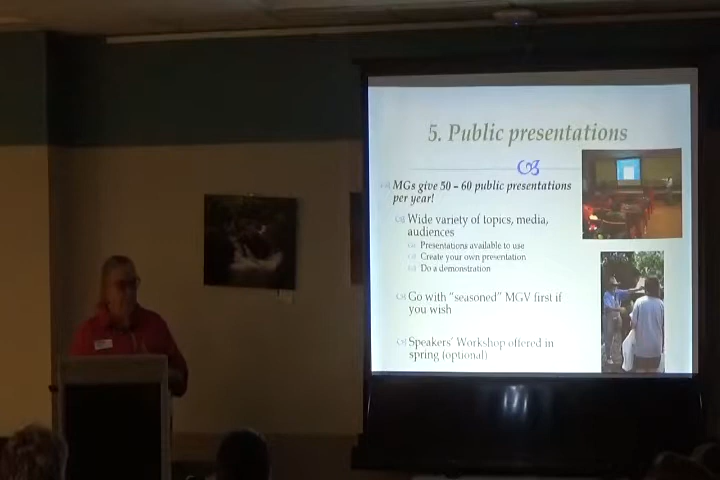 5. Public presentations
MGs give 50 – 60 public presentations
per year!
Wide variety of topics, media,
audiences
Presentations available to use
Create your own presentation
Do a demonstration
Go with "seasoned" MGV first if
you wish
Speakers' Workshop offered in
spring (optional)